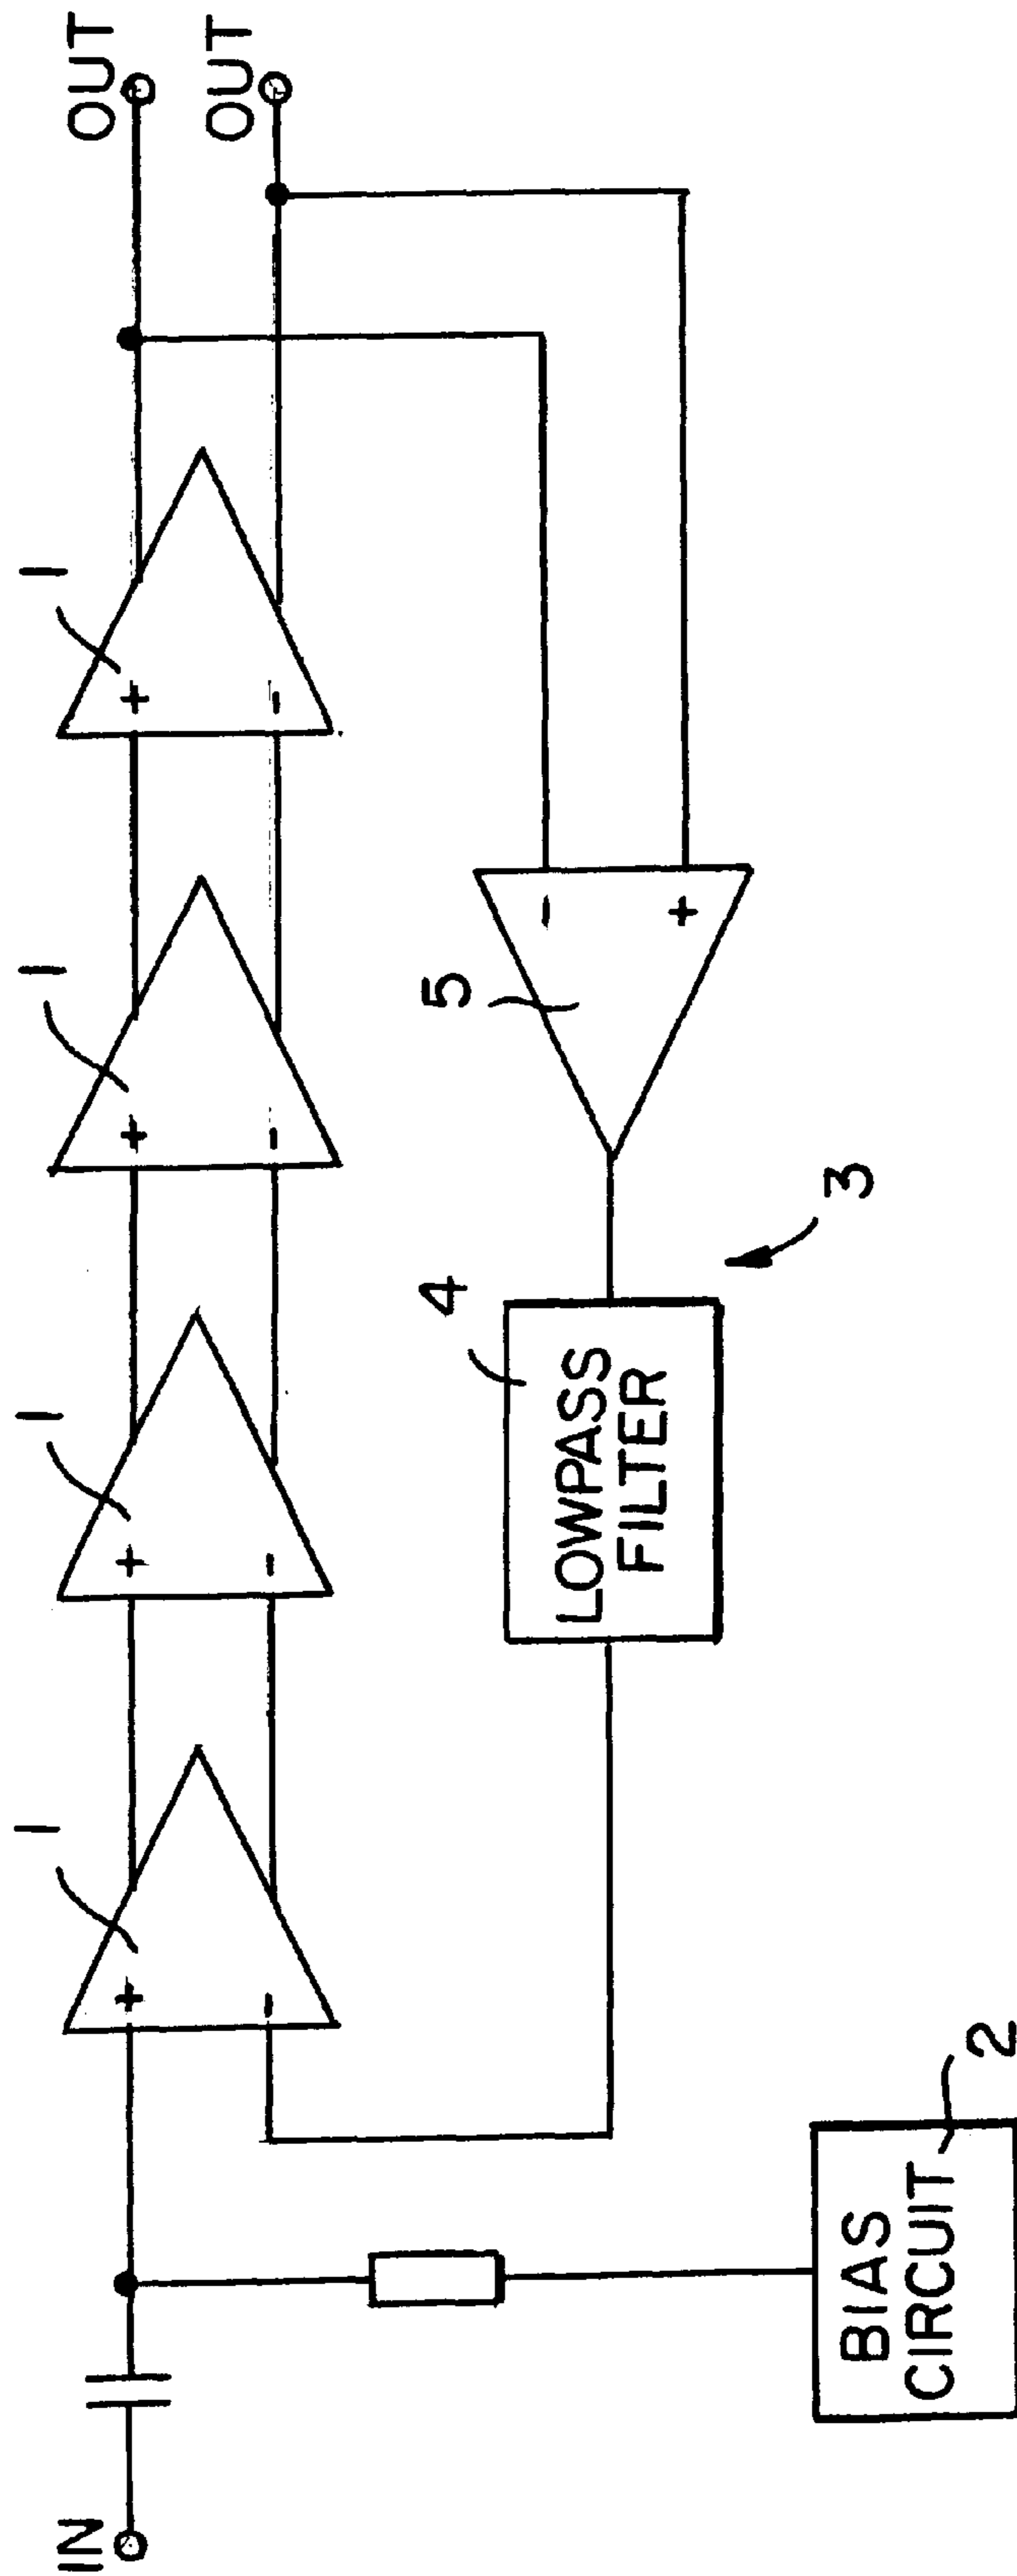 IN
OUT
OUT
1
1
1
1
+
-
+
-
+
-
+
-
-
+
5
4
LOWPASS
FILTER
3
BIAS
CIRCUIT
2